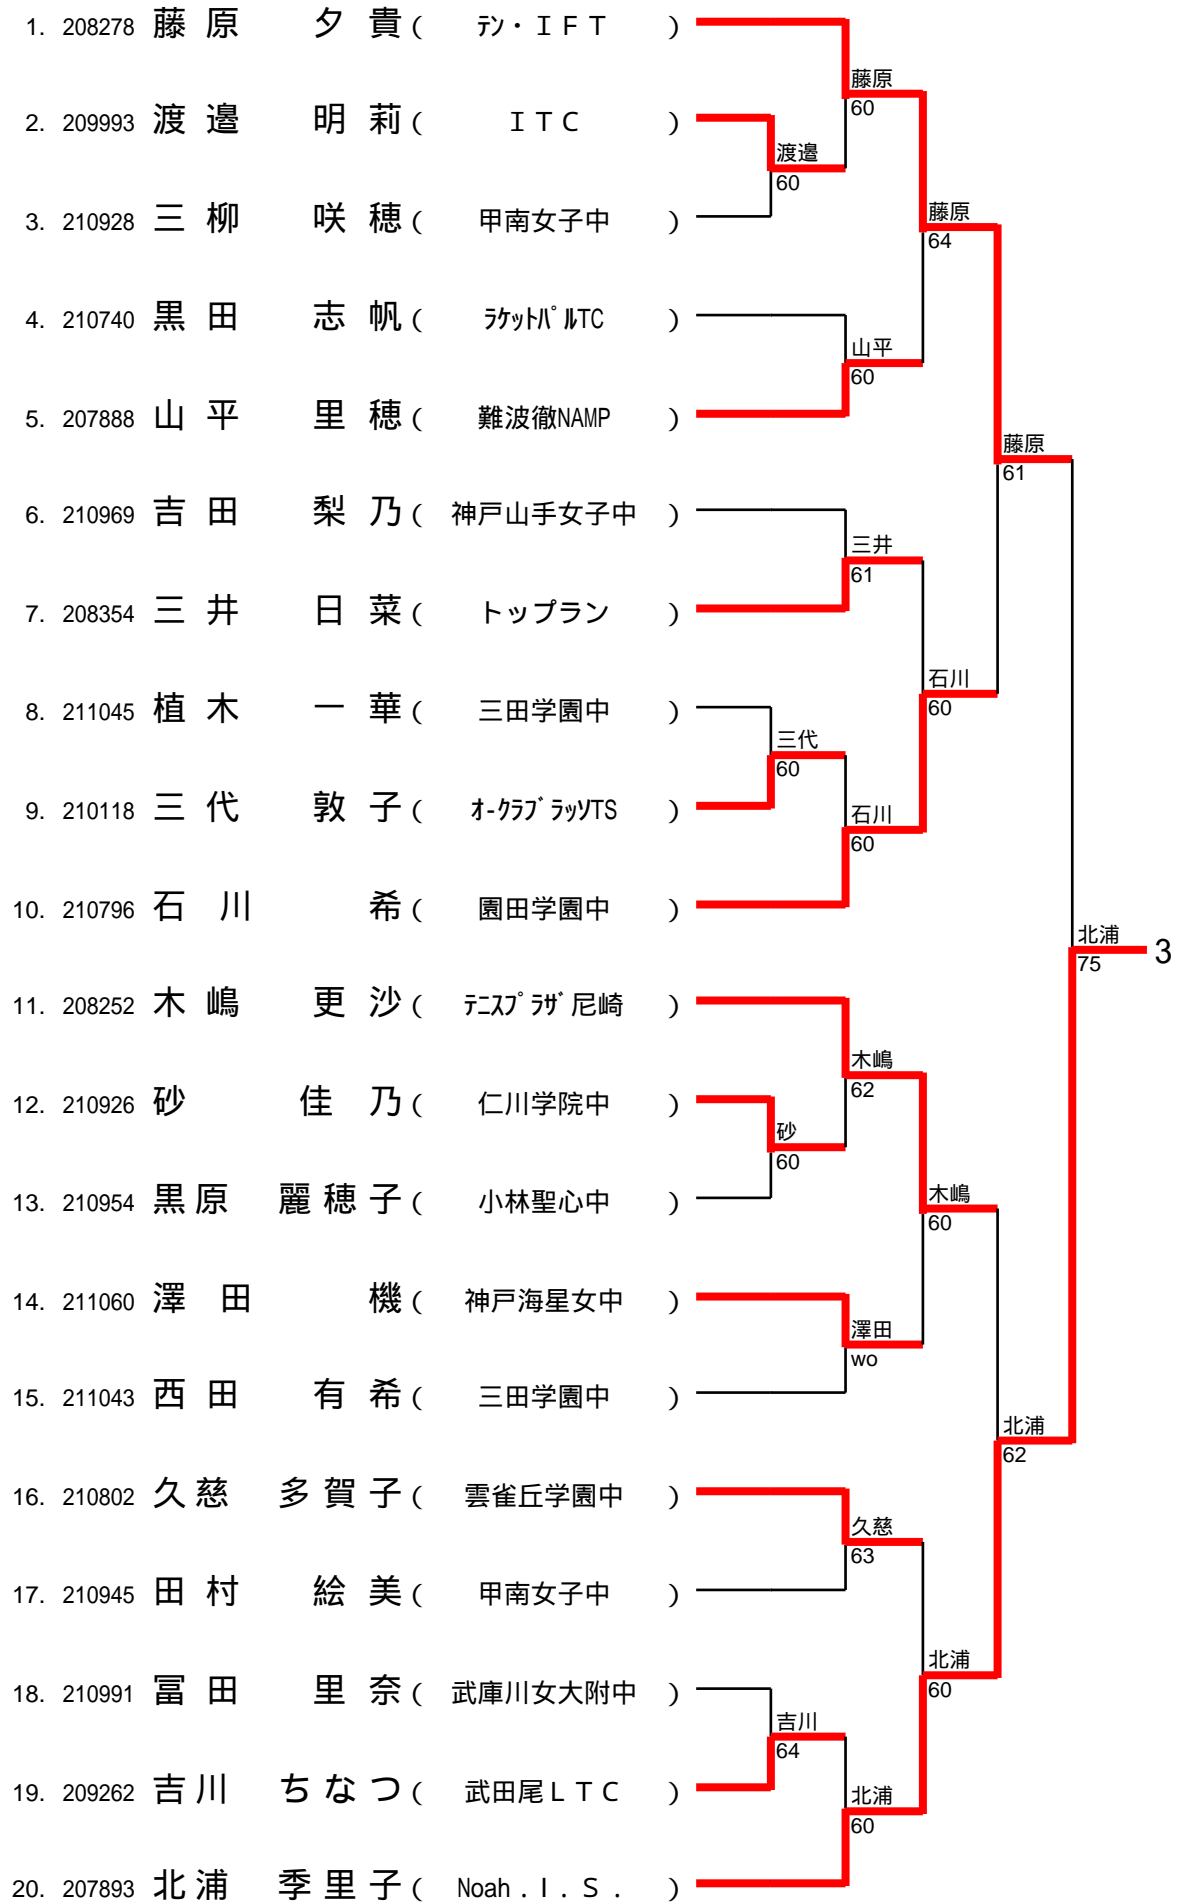 1. 208278 藤原 夕貴( テン・ＩＦＴ )
藤原
60
2. 209993 渡邉 明莉( ＩＴＣ )
渡邉
60
3. 210928 三柳 咲穂( 甲南女子中 )
藤原
64
4. 210740 黒田 志帆( ラケットパルTC )
山平
60
5. 207888 山平 里穂( 難波徹NAMP )
藤原
61
6. 210969 吉田 梨乃( 神戸山手女子中 )
三井
61
7. 208354 三井 日菜( トップラン )
石川
60
8. 211045 植木 一華( 三田学園中 )
三代
60
9. 210118 三代 敦子( オークラブラッソTS )
石川
60
10. 210796 石川 希( 園田学園中 )
北浦
75
3
11. 208252 木嶋 更沙( テニスプラザ尼崎 )
木嶋
62
12. 210926 砂 佳乃( 仁川学院中 )
砂
60
13. 210954 黒原 麗穂子( 小林聖心中 )
木嶋
60
14. 211060 澤田 機( 神戸海星女中 )
澤田
wo
15. 211043 西田 有希( 三田学園中 )
北浦
62
16. 210802 久慈 多賀子( 雲雀丘学園中 )
久慈
63
17. 210945 田村 絵美( 甲南女子中 )
北浦
60
18. 210991 冨田 里奈( 武庫川女大附中 )
吉川
64
19. 209262 吉川 ちなつ( 武田尾ＬＴＣ )
北浦
60
20. 207893 北浦 季里子( Noah．Ｉ．Ｓ． )